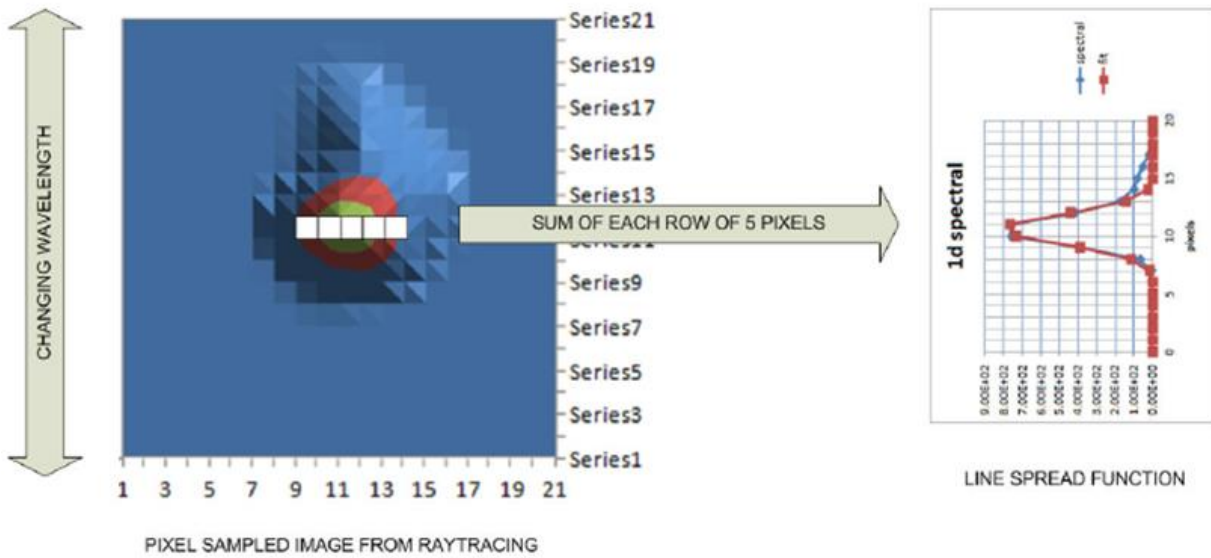 CHANGING WAVELENGTH
Series21
Series19
Series17
Series15
Series13
Series9
Series7
Series5
Series3
Series1
1 3 5 7 9 11 13 15 17 19 21
PIXEL SAMPLED IMAGE FROM RAYTRACING
SUM OF EACH ROW OF 5 PIXELS
1d spectral
spectral
fit
9.00E+02
8.00E+02
7.00E+02
6.00E+02
5.00E+02
4.00E+02
3.00E+02
2.00E+02
1.00E+02
0.00E+00
0 5 10 15 20
pixels
LINE SPREAD FUNCTION